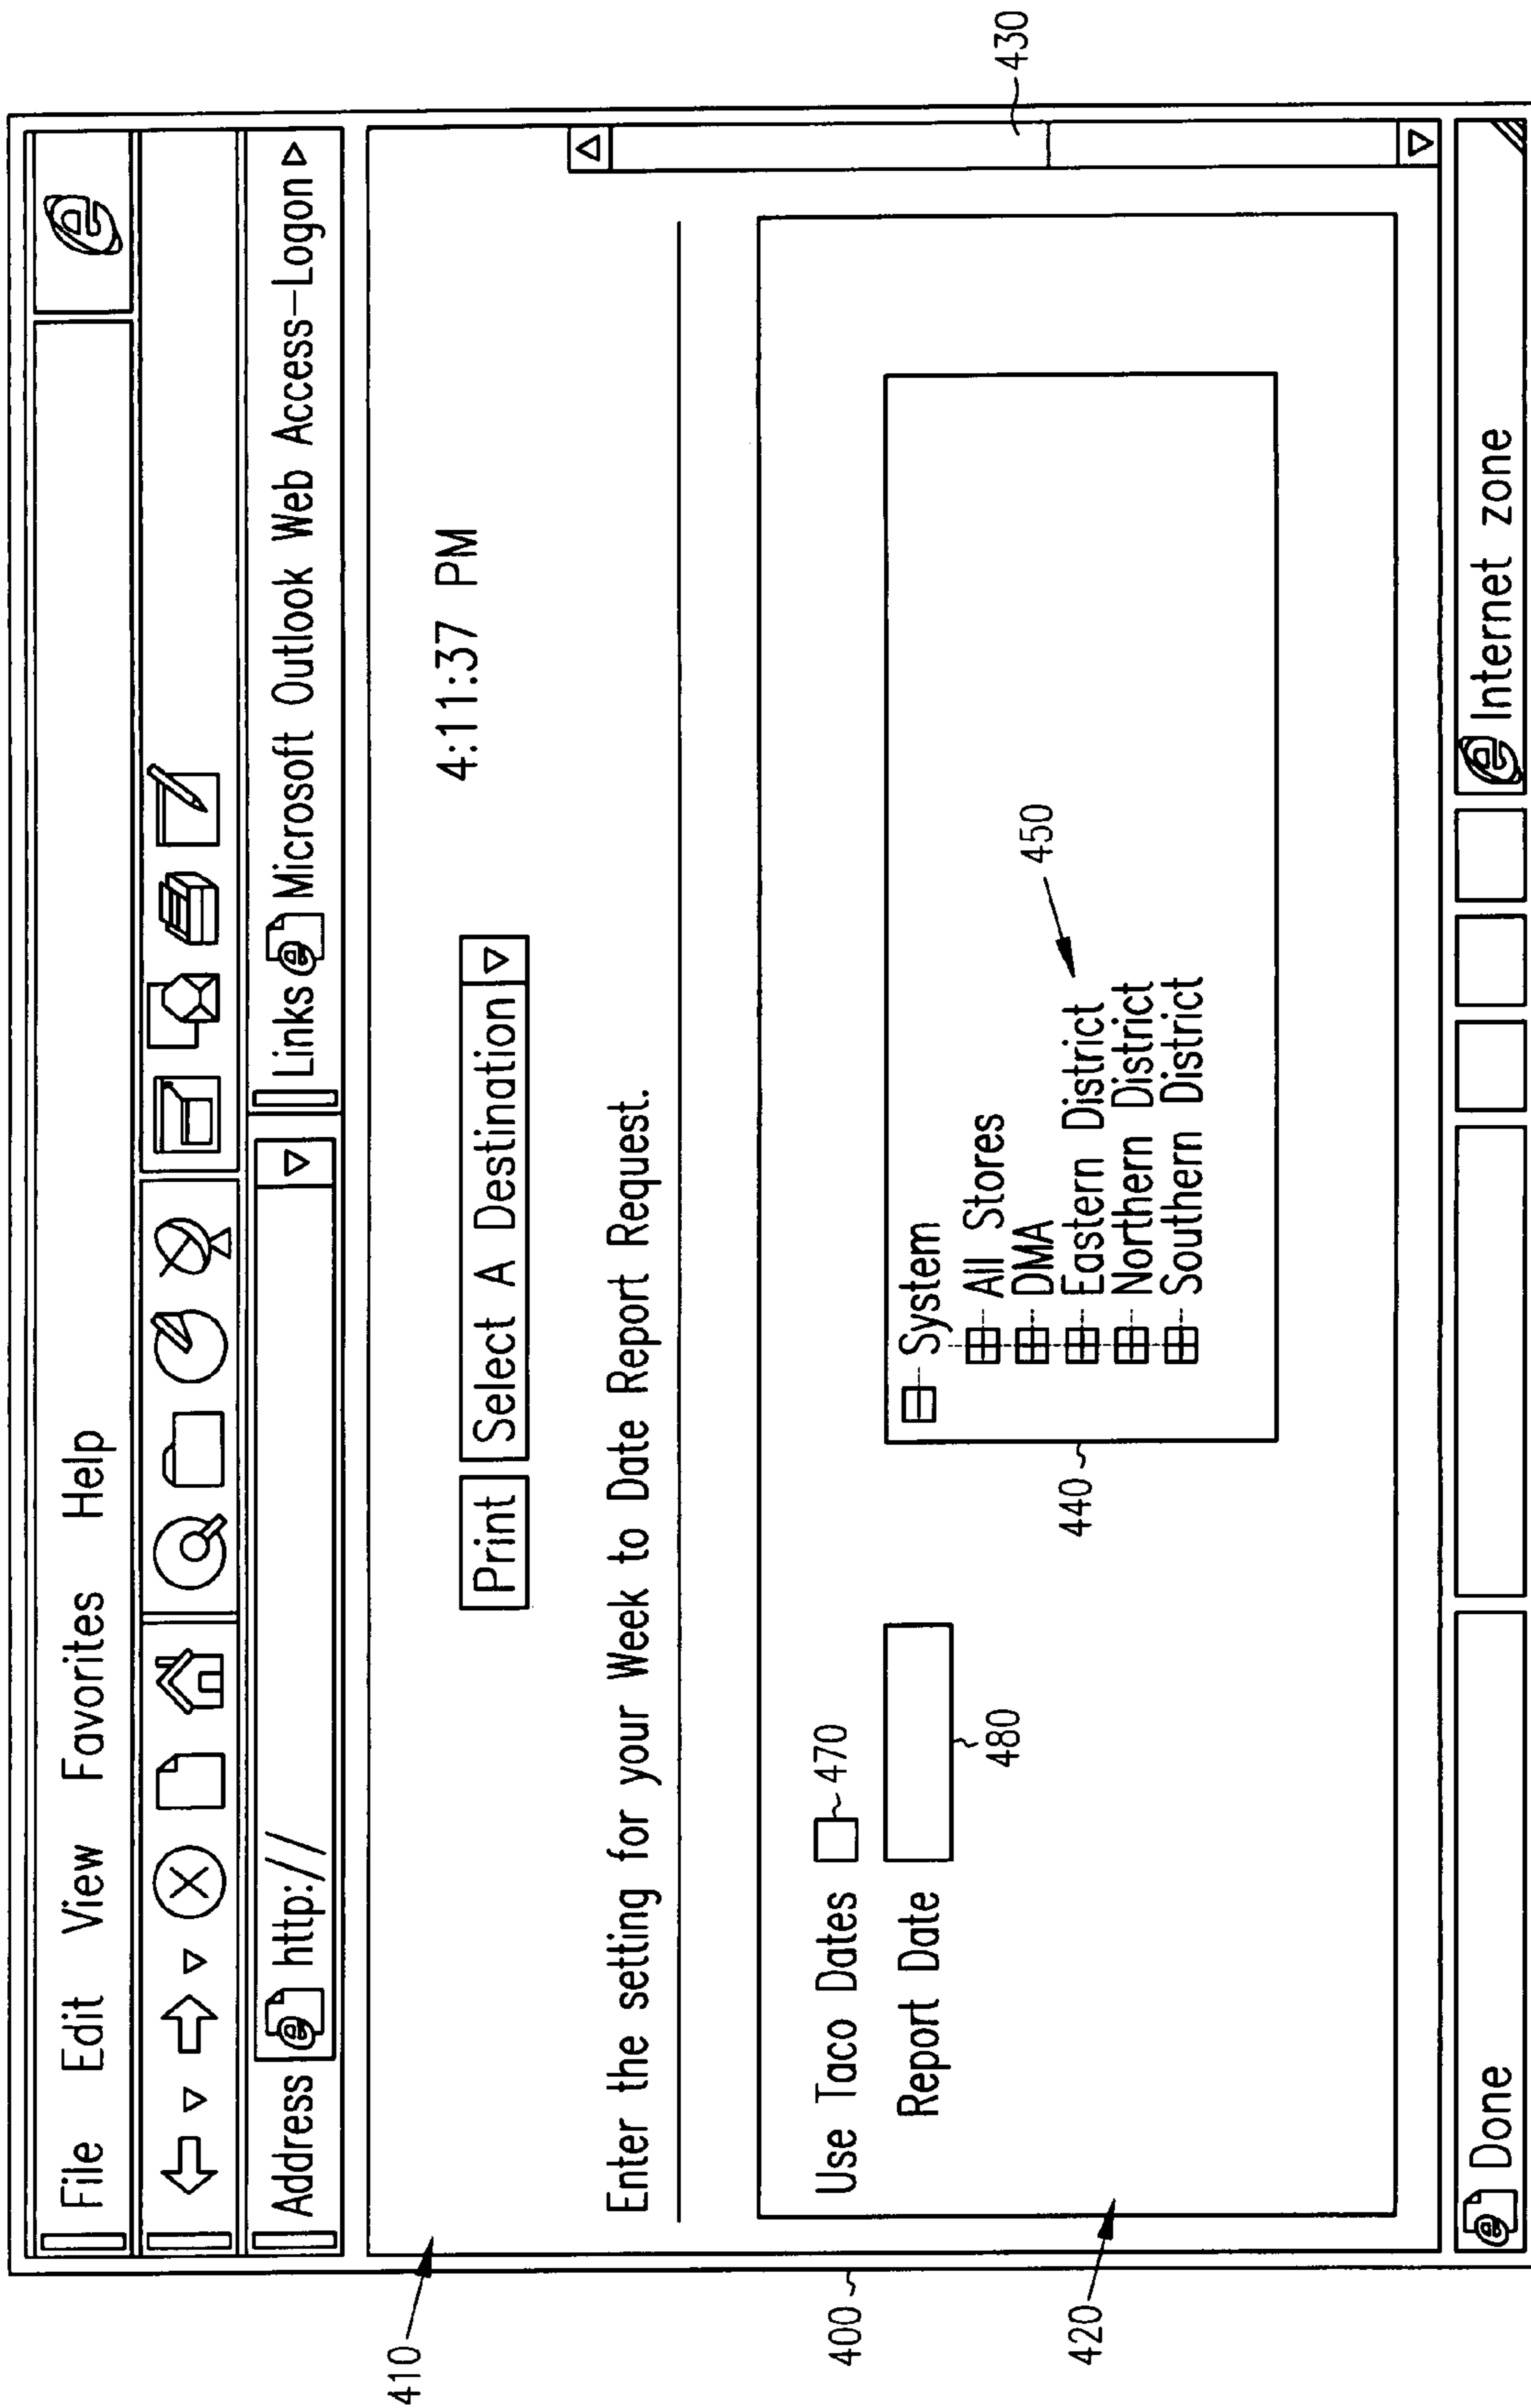 File Edit View Favorites Help
Address http:// Links Microsoft Outlook Web Access-Logon
410
Print Select A Destination 4:11:37 PM
Enter the setting for your Week to Date Report Request.
430
400
Use Taco Dates 470
Report Date
480
440
System
All Stores
DMA
Eastern District
Northern District
Southern District
450
420
Done Internet zone